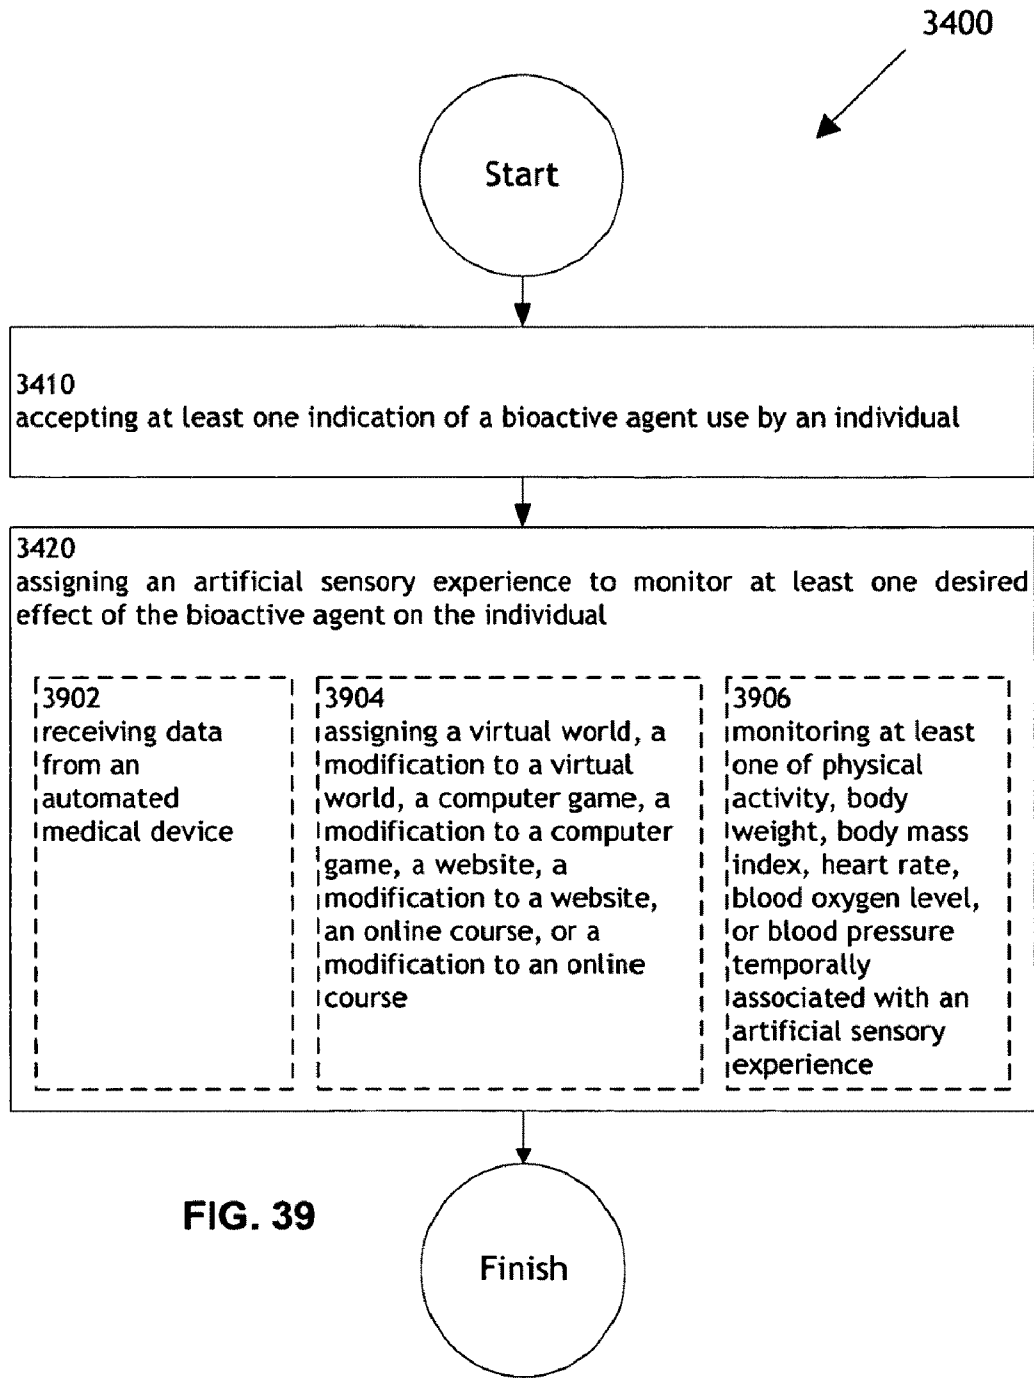 3400
Start
3410
accepting at least one indication of a bioactive agent use by an individual
3420
assigning an artificial sensory experience to monitor at least one desired
effect of the bioactive agent on the individual
3902
receiving data
from an
automated
medical device
3904
assigning a virtual world, a
modification to a virtual
world, a computer game, a
modification to a computer
game, a website, a
modification to a website,
an online course, or a
modification to an online
course
3906
monitoring at least
one of physical
activity, body
weight, body mass
index, heart rate,
blood oxygen level,
or blood pressure
temporally
associated with an
artificial sensory
experience
FIG. 39
Finish